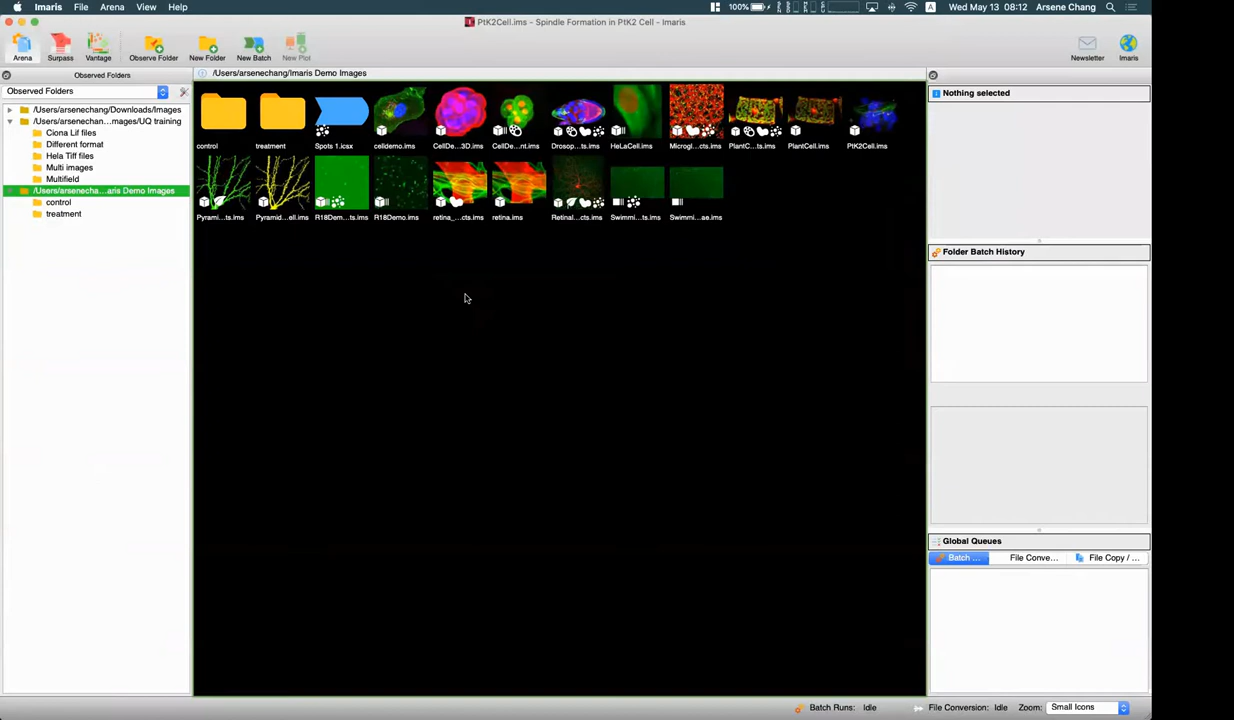 Imaris File Arena View Help
100% A Wed May 13 08:12 Arsene Chang
PtK2Cell.ims - Spindle Formation in PtK2 Cell - Imaris
Arena Surpass Vantage Observe Folder New Folder New Batch New Plot Newsletter Imaris
Observed Folders
/Users/arsenechang/Imaris Demo Images
Observed Folders
/Users/arsenechang/Downloads/Images
/Users/arsenechan...mages/UQ training
Ciona Lif files
Different format
Hela Tiff files
Multi images
Multifield
/Users/arsenecha...aris Demo Images
control
treatment
control treatment Spots 1.icsx celldemo.ims CellDe...3D.ims CellDe...nt.ims Drosop...ts.ims HeLaCell.ims Microgl...cts.ims PlantC...ts.ims PlantCell.ims PtK2Cell.ims
Pyrami...ts.ims Pyramid...ell.ims R18Dem...ts.ims R18Demo.ims retina_...cts.ims retina.ims Retinal...cts.ims Swimmi...ts.ims Swimmi...ae.ims
Nothing selected
Folder Batch History
Global Queues
Batch ... File Conve... File Copy / ...
Batch Runs: Idle File Conversion: Idle Zoom: Small Icons